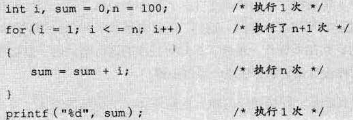 int i, sum = 0,n = 100; /* 执行1次 */
for(i = 1; i < = n; i++) /* 执行了n+1次 */
{
sum = sum + i; /* 执行n次 */
}
printf("%d", sum); /* 执行1次 */